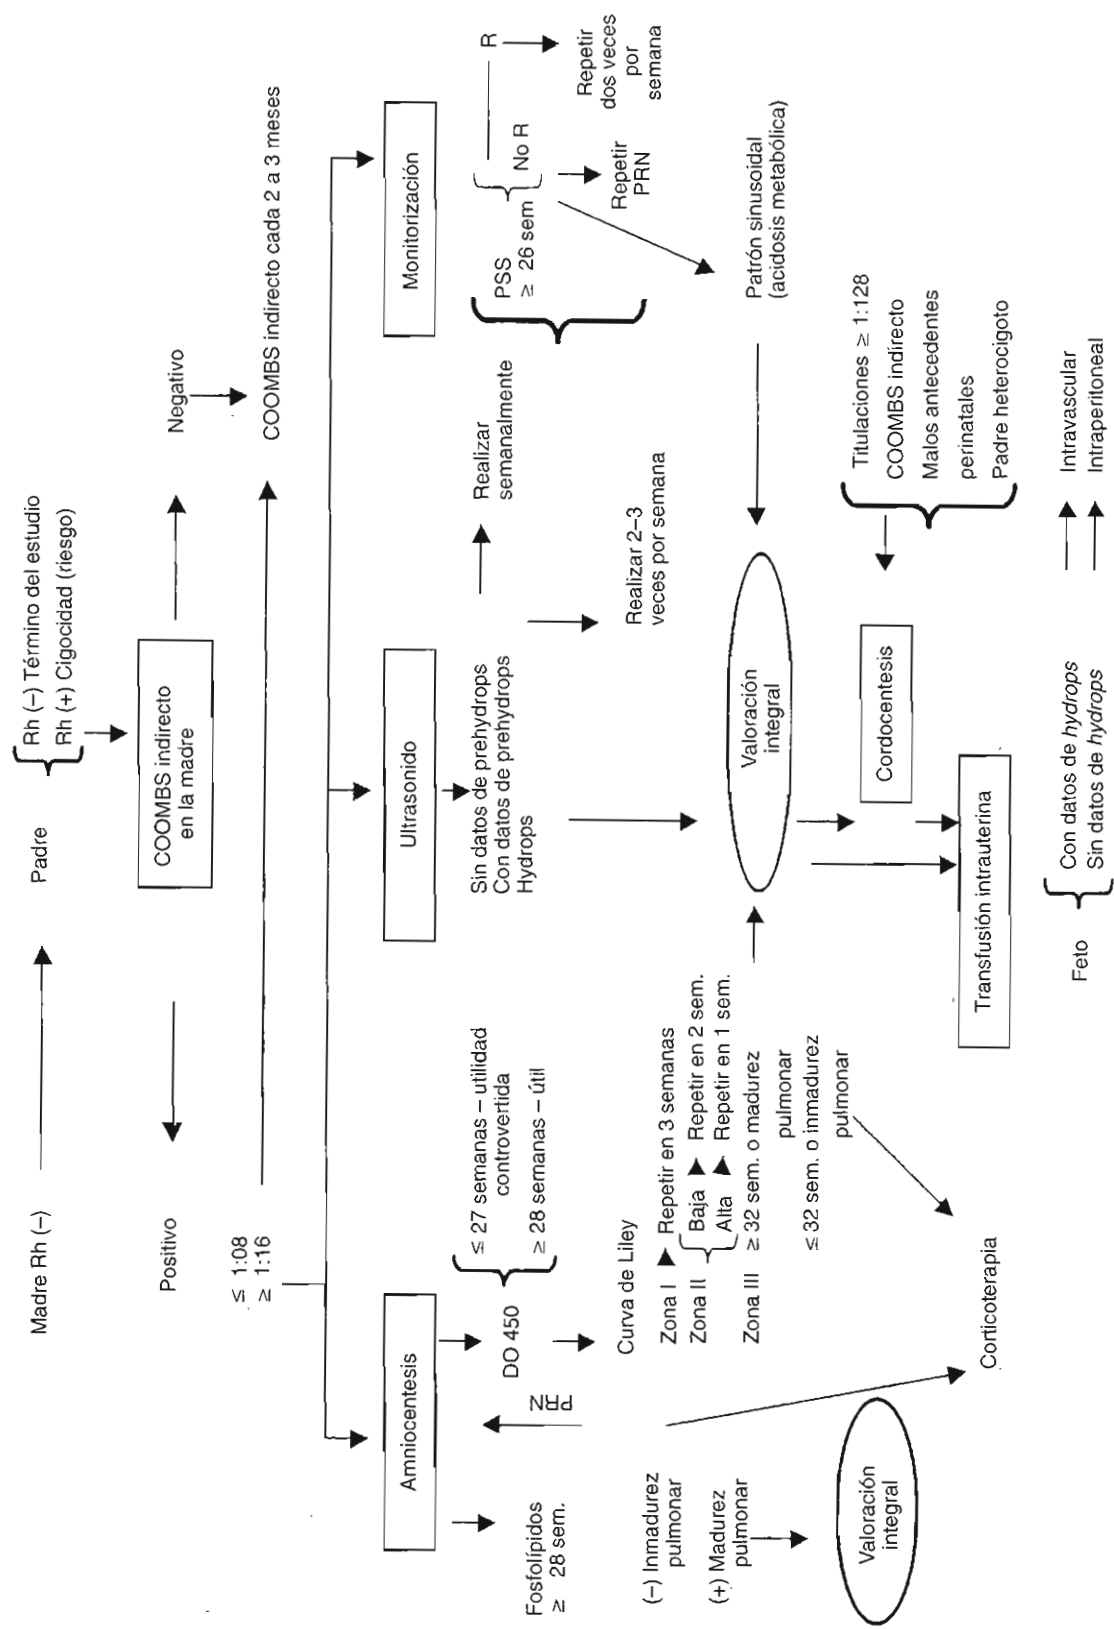 Madre Rh (–)
Padre
Rh (–) Término del estudio
Rh (+) Cigocidad (riesgo)
COOMBS indirecto
en la madre
Positivo
Negativo
≤ 1:08
≥ 1:16
COOMBS indirecto cada 2 a 3 meses
Amniocentesis
Ultrasonido
Monitorización
Fosfolípidos
≥ 28 sem.
PRN
DO 450
≤ 27 semanas – utilidad
controvertida
≥ 28 semanas – útil
Sin datos de prehydrops
Con datos de prehydrops
Hydrops
Realizar
semanalmente
Realizar 2–3
veces por semana
PSS
≥ 26 sem
No R
R
Repetir
PRN
Repetir
dos veces
por
semana
(–) Inmadurez
pulmonar
(+) Madurez
pulmonar
Curva de Liley
Zona I
Repetir en 3 semanas
Zona II
Baja
Repetir en 2 sem.
Alta
Repetir en 1 sem.
Zona III
≥ 32 sem. o madurez
pulmonar
≤ 32 sem. o inmadurez
pulmonar
Valoración
integral
Patrón sinusoidal
(acidosis metabólica)
Valoración
integral
Corticoterapia
Cordocentesis
Titulaciones ≥ 1:128
COOMBS indirecto
Malos antecedentes
perinatales
Padre heterocigoto
Transfusión intrauterina
Feto
Con datos de hydrops
Intravascular
Sin datos de hydrops
Intraperitoneal